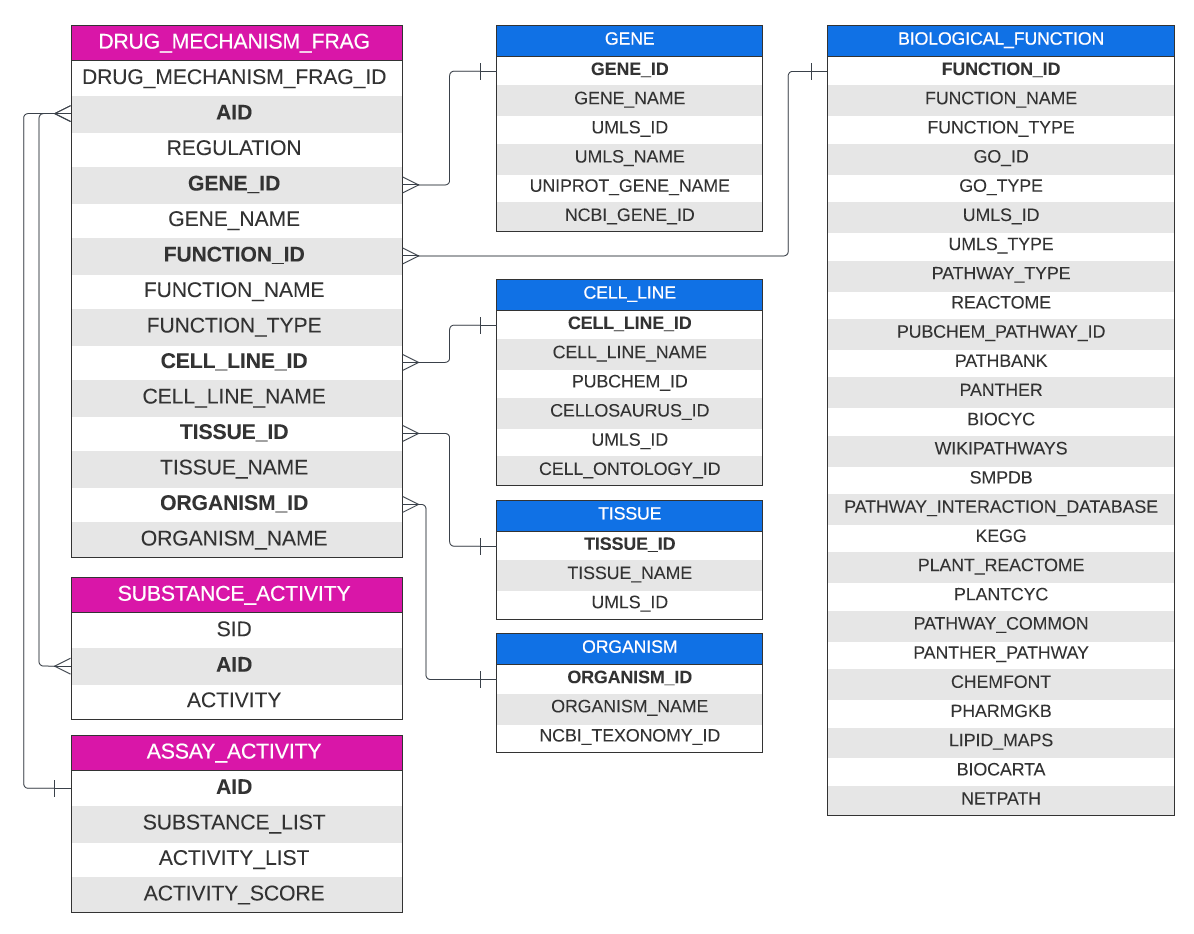 DRUG_MECHANISM_FRAG
DRUG_MECHANISM_FRAG_ID
AID
REGULATION
GENE_ID
GENE_NAME
FUNCTION_ID
FUNCTION_NAME
FUNCTION_TYPE
CELL_LINE_ID
CELL_LINE_NAME
TISSUE_ID
TISSUE_NAME
ORGANISM_ID
ORGANISM_NAME
SUBSTANCE_ACTIVITY
SID
AID
ACTIVITY
ASSAY_ACTIVITY
AID
SUBSTANCE_LIST
ACTIVITY_LIST
ACTIVITY_SCORE
GENE
GENE_ID
GENE_NAME
UMLS_ID
UMLS_NAME
UNIPROT_GENE_NAME
NCBI_GENE_ID
CELL_LINE
CELL_LINE_ID
CELL_LINE_NAME
PUBCHEM_ID
CELLOSAURUS_ID
UMLS_ID
CELL_ONTOLOGY_ID
TISSUE
TISSUE_ID
TISSUE_NAME
UMLS_ID
ORGANISM
ORGANISM_ID
ORGANISM_NAME
NCBI_TEXONOMY_ID
BIOLOGICAL_FUNCTION
FUNCTION_ID
FUNCTION_NAME
FUNCTION_TYPE
GO_ID
GO_TYPE
UMLS_ID
UMLS_TYPE
PATHWAY_TYPE
REACTOME
PUBCHEM_PATHWAY_ID
PATHBANK
PANTHER
BIOCYC
WIKIPATHWAYS
SMPDB
PATHWAY_INTERACTION_DATABASE
KEGG
PLANT_REACTOME
PLANTCYC
PATHWAY_COMMON
PANTHER_PATHWAY
CHEMFONT
PHARMGKB
LIPID_MAPS
BIOCARTA
NETPATH